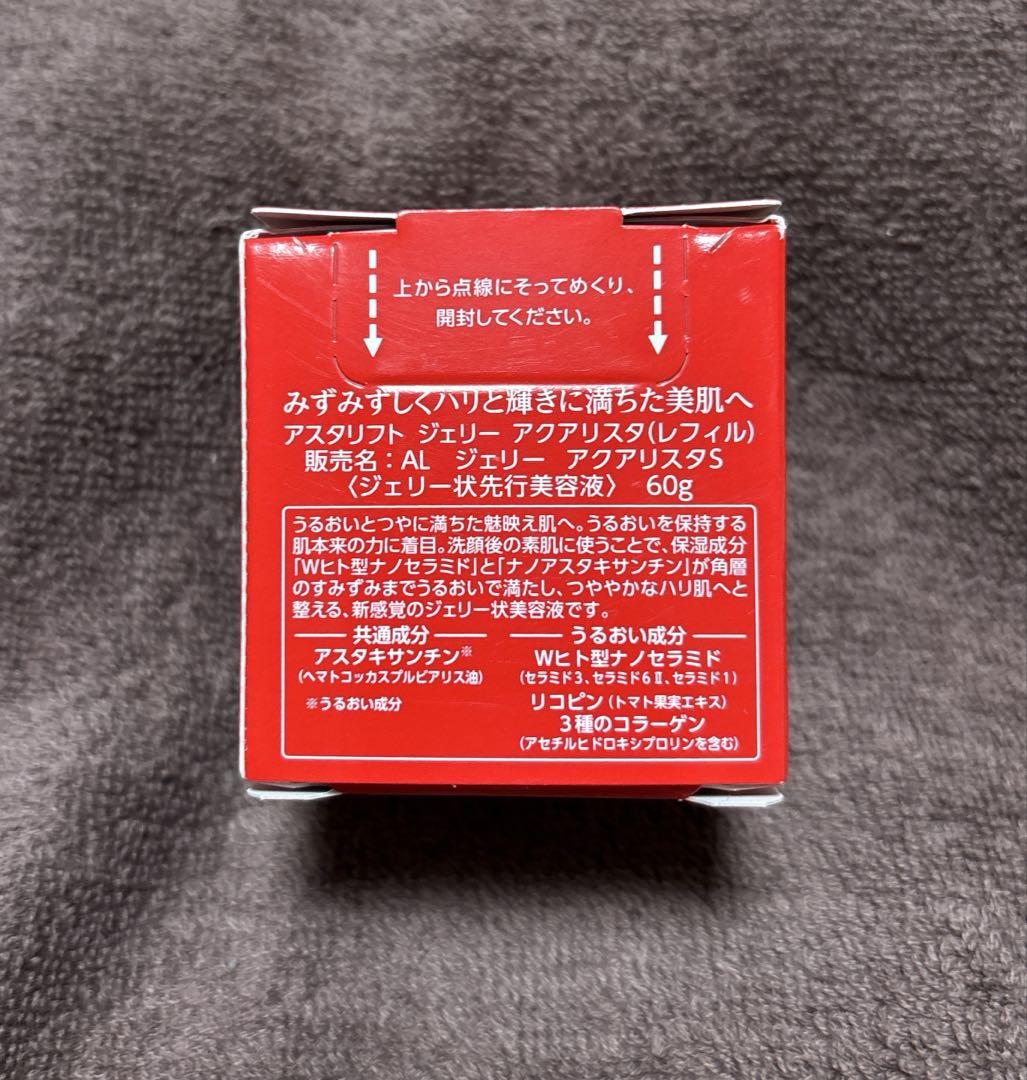 上から点線にそってめくり、
開封してください。
みずみずしくハリと輝きに満ちた美肌へ
アスタリフト ジェリー アクアリスタ(レフィル)
販売名：AL ジェリー アクアリスタS
〈ジェリー状先行美容液〉 60g
うるおいとつやに満ちた魅映え肌へ。うるおいを保持する
肌本来の力に着目。洗顔後の素肌に使うことで、保湿成分
「Wヒト型ナノセラミド」と「ナノアスタキサンチン」が角層
のすみずみまでうるおいで満たし、つややかなハリ肌へと
整える、新感覚のジェリー状美容液です。
共通成分
アスタキサンチン※
(ヘマトコッカスプルビアリス油)
※うるおい成分
うるおい成分
Wヒト型ナノセラミド
(セラミド3、セラミド6Ⅱ、セラミド1)
リコピン(トマト果実エキス)
3種のコラーゲン
(アセチルヒドロキシプロリンを含む)